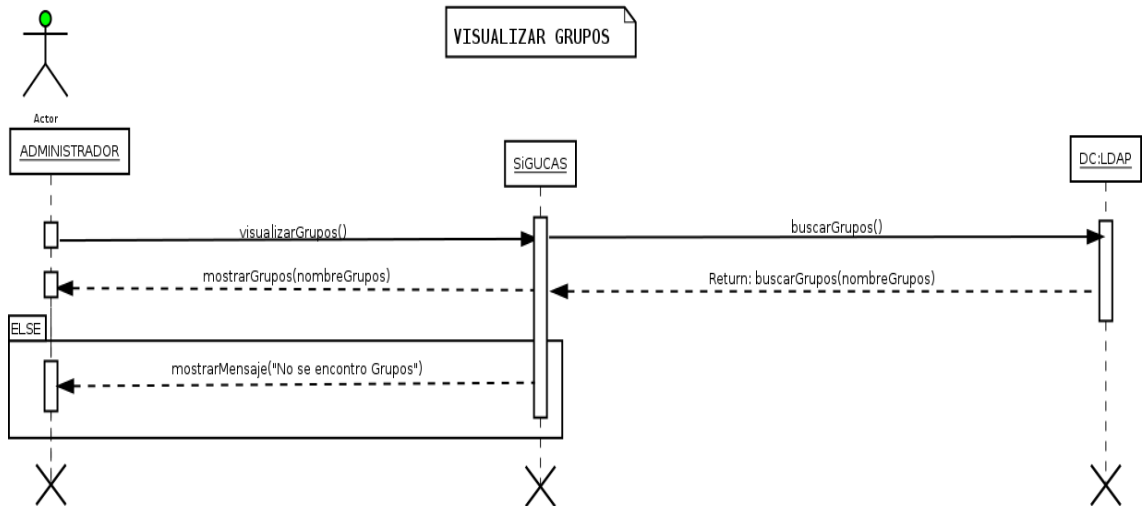 VISUALIZAR GRUPOS
Actor
ADMINISTRADOR
SiGUCAS
DC:LDAP
visualizarGrupos()
buscarGrupos()
mostrarGrupos(nombreGrupos)
Return: buscarGrupos(nombreGrupos)
ELSE
mostrarMensaje("No se encontro Grupos")